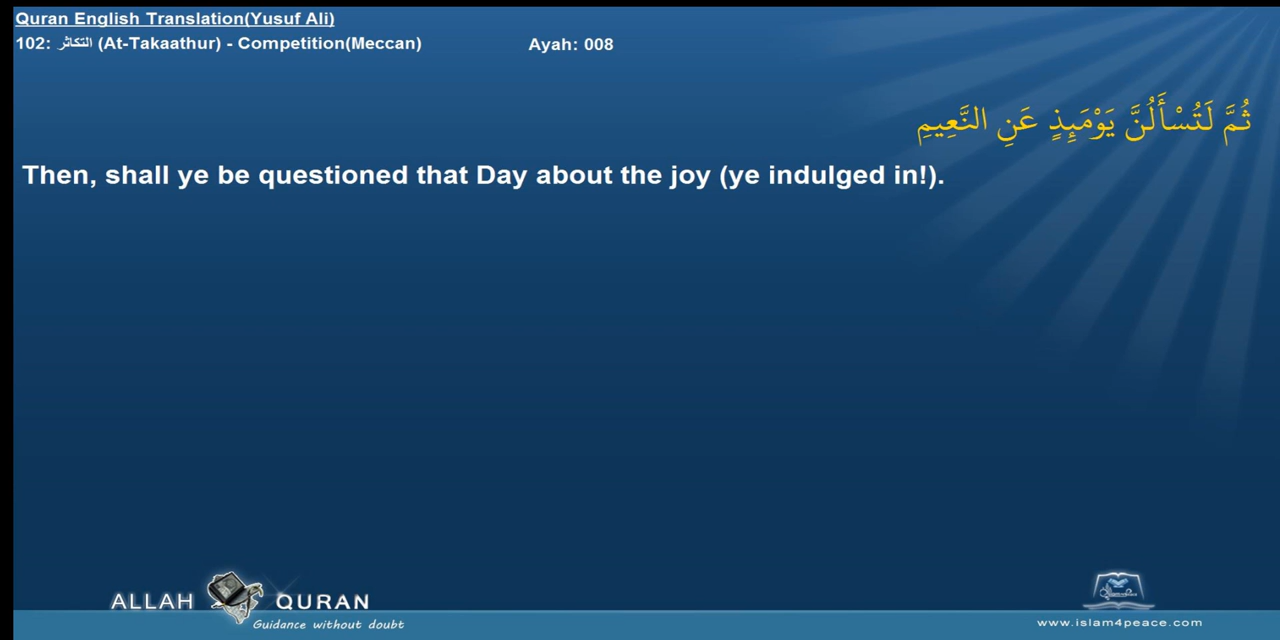 Quran English Translation(Yusuf Ali)
102: التكاثر (At-Takaathur) - Competition(Meccan) Ayah: 008
ثُمَّ لَتُسْأَلُنَّ يَوْمَئِذٍ عَنِ النَّعِيمِ
Then, shall ye be questioned that Day about the joy (ye indulged in!).
ALLAH QURAN
Guidance without doubt
www.islam4peace.com